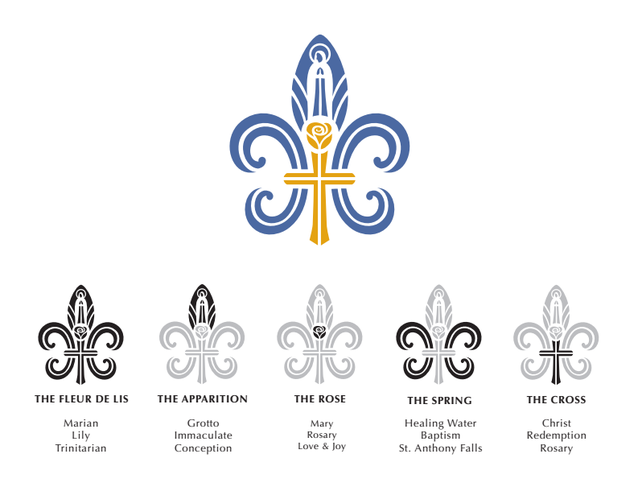 THE FLEUR DE LIS
Marian
Lily
Trinitarian
THE APPARITION
Grotto
Immaculate
Conception
THE ROSE
Mary
Rosary
Love & Joy
THE SPRING
Healing Water
Baptism
St. Anthony Falls
THE CROSS
Christ
Redemption
Rosary